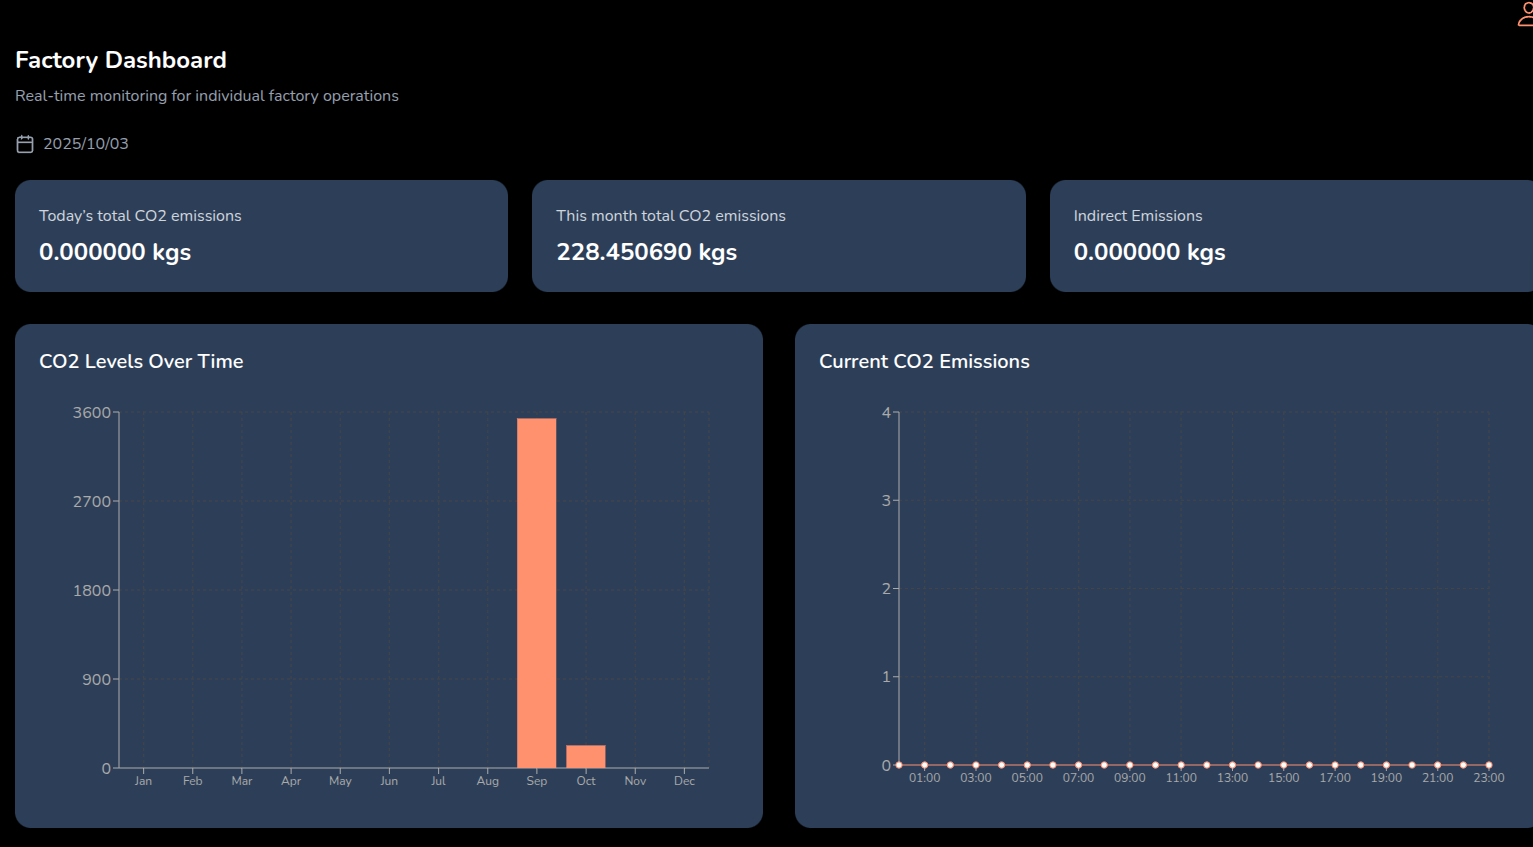 Factory Dashboard
Real-time monitoring for individual factory operations
2025/10/03
Today's total CO2 emissions
0.000000 kgs
This month total CO2 emissions
228.450690 kgs
Indirect Emissions
0.000000 kgs
CO2 Levels Over Time
3600
2700
1800
900
0
Jan Feb Mar Apr May Jun Jul Aug Sep Oct Nov Dec
Current CO2 Emissions
4
3
2
1
0
01:00 03:00 05:00 07:00 09:00 11:00 13:00 15:00 17:00 19:00 21:00 23:00